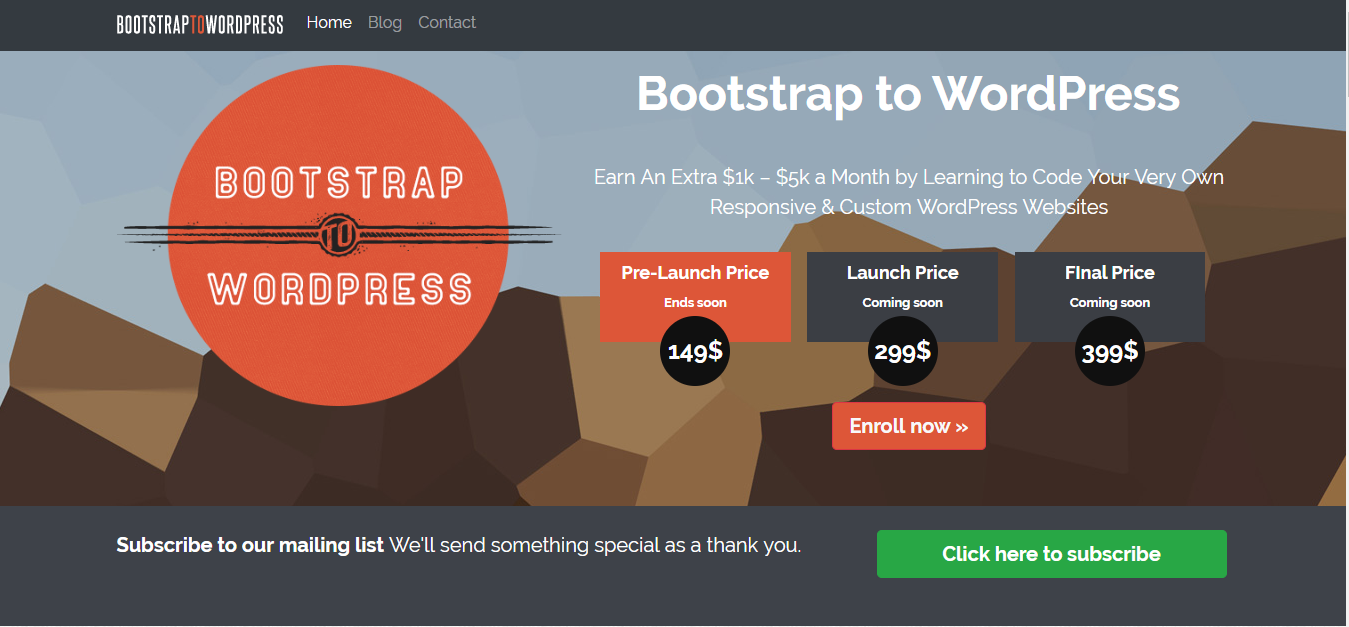 BOOTSTRAPTOWORDPRESS Home Blog Contact
BOOTSTRAP
TO
WORDPRESS
Bootstrap to WordPress
Earn An Extra $1k – $5k a Month by Learning to Code Your Very Own
Responsive & Custom WordPress Websites
Pre-Launch Price
Ends soon
149$
Launch Price
Coming soon
299$
FInal Price
Coming soon
399$
Enroll now »
Subscribe to our mailing list We'll send something special as a thank you.
Click here to subscribe